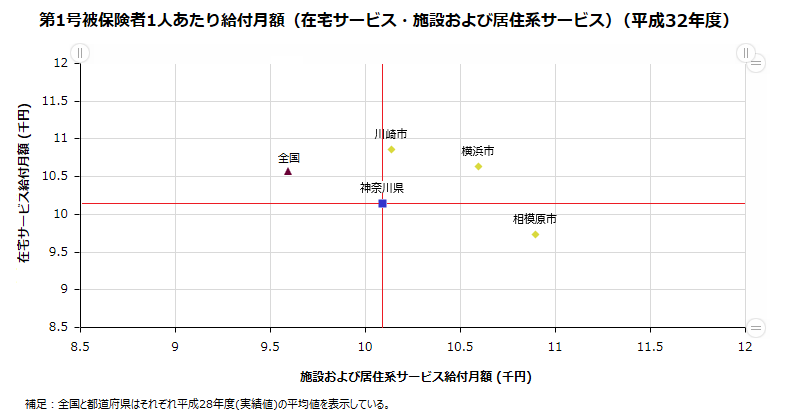 第1号被保険者1人あたり給付月額（在宅サービス・施設および居住系サービス）（平成32年度）
12
11.5
11
10.5
10
9.5
9
8.5
在宅サービス給付月額 (千円)
川崎市
横浜市
全国
神奈川県
相模原市
8.5 9 9.5 10 10.5 11 11.5 12
施設および居住系サービス給付月額 (千円)
補足：全国と都道府県はそれぞれ平成28年度(実績値)の平均値を表示している。